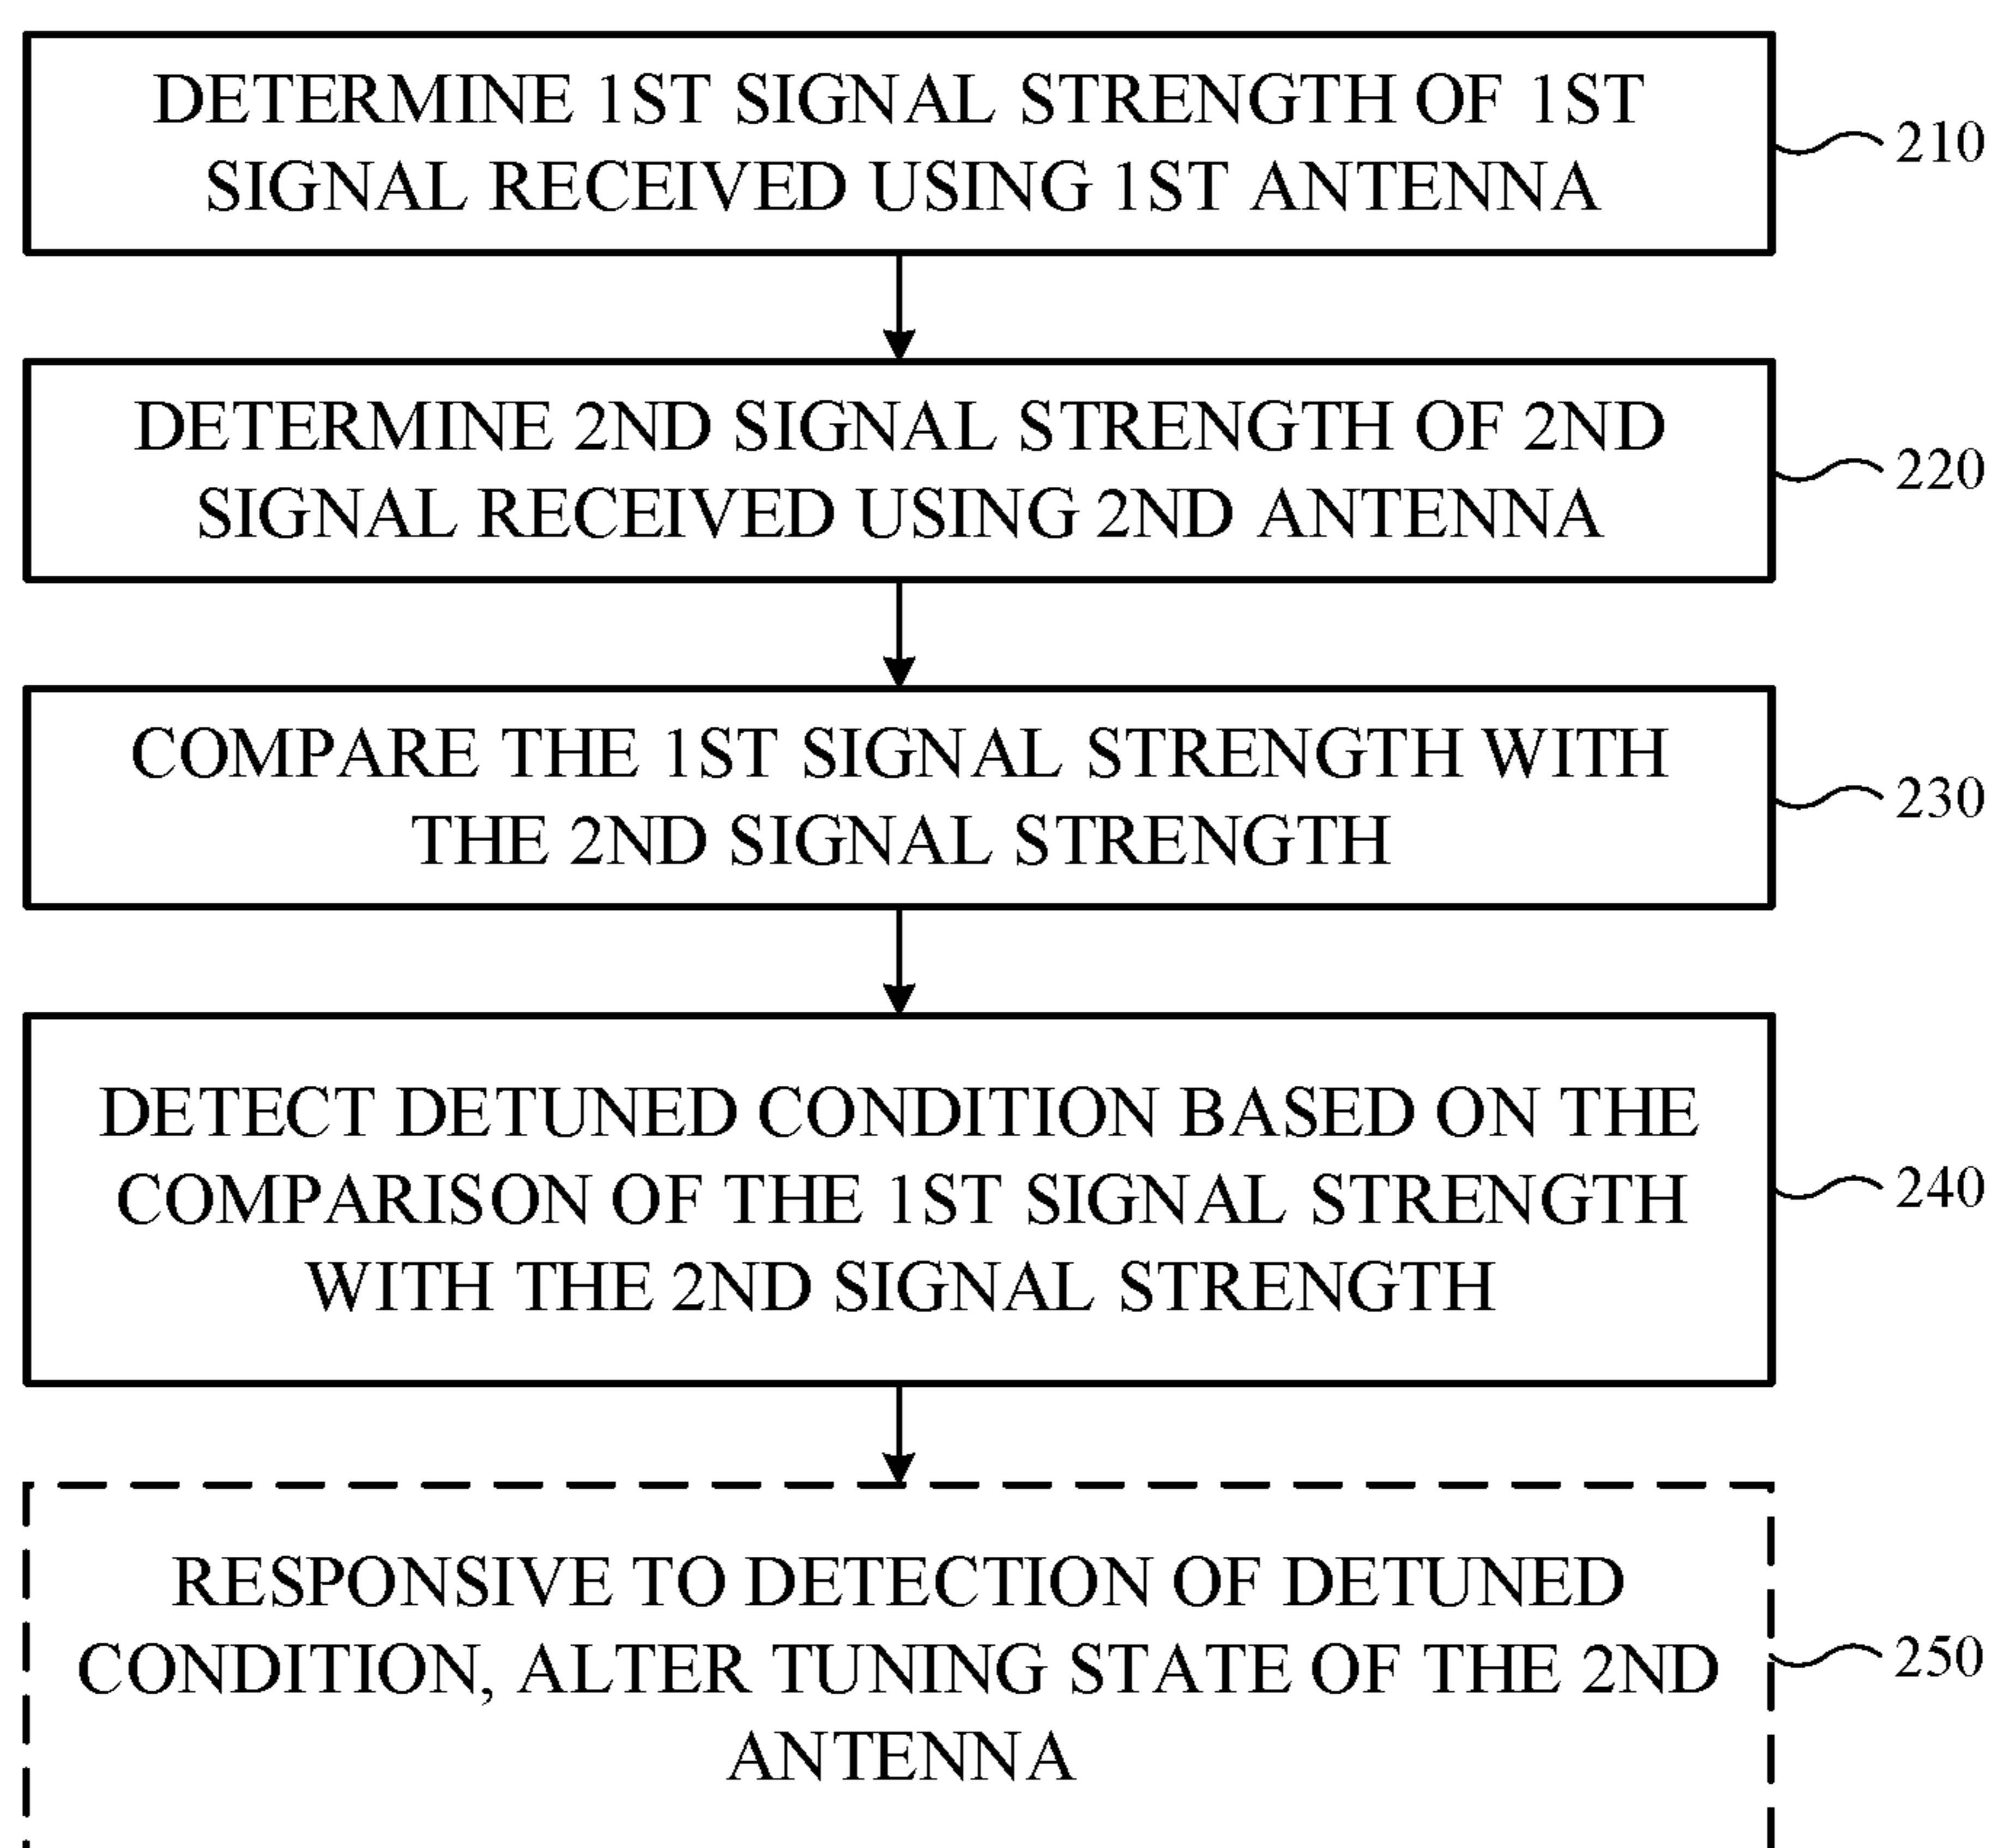 DETERMINE 1ST SIGNAL STRENGTH OF 1ST
SIGNAL RECEIVED USING 1ST ANTENNA
210
DETERMINE 2ND SIGNAL STRENGTH OF 2ND
SIGNAL RECEIVED USING 2ND ANTENNA
220
COMPARE THE 1ST SIGNAL STRENGTH WITH
THE 2ND SIGNAL STRENGTH
230
DETECT DETUNED CONDITION BASED ON THE
COMPARISON OF THE 1ST SIGNAL STRENGTH
WITH THE 2ND SIGNAL STRENGTH
240
RESPONSIVE TO DETECTION OF DETUNED
CONDITION, ALTER TUNING STATE OF THE 2ND
ANTENNA
250